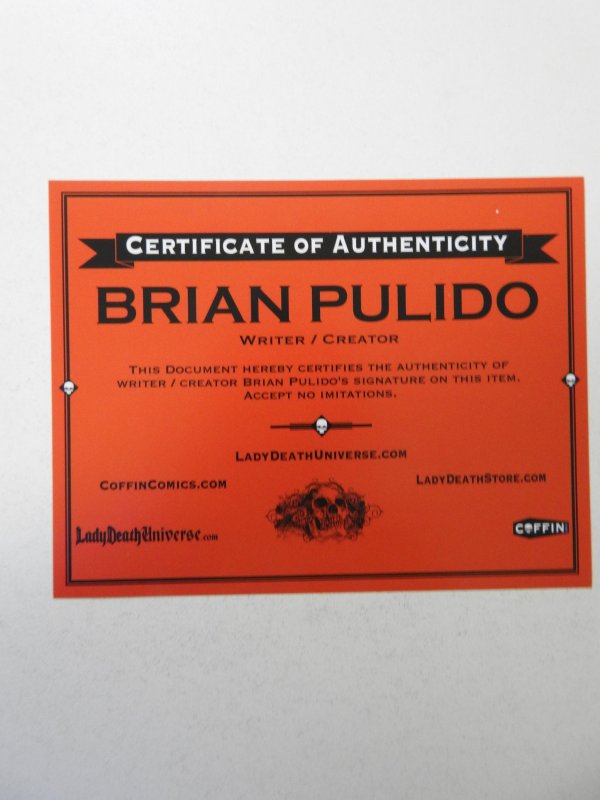 CERTIFICATE OF AUTHENTICITY
BRIAN PULIDO
WRITER / CREATOR
THIS DOCUMENT HEREBY CERTIFIES THE AUTHENTICITY OF
WRITER / CREATOR BRIAN PULIDO'S SIGNATURE ON THIS ITEM.
ACCEPT NO IMITATIONS.
LADYDEATHUNIVERSE.COM
COFFINCOMICS.COM
LADYDEATHSTORE.COM
LadyDeathUniverse.com
COFFIN